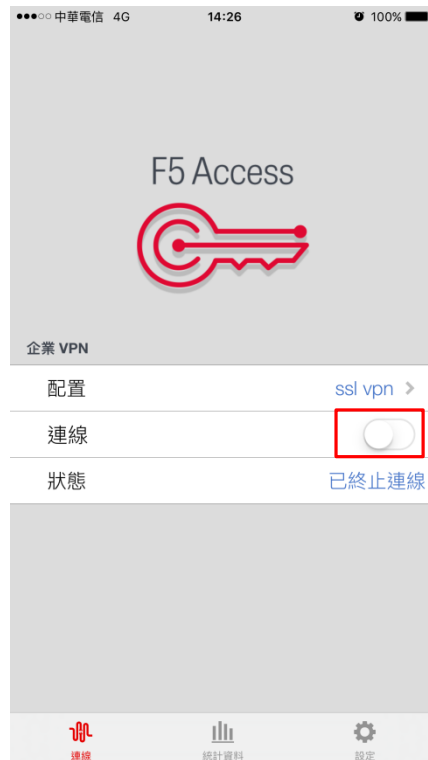 中華電信 4G 14:26 100%
F5 Access
企業 VPN
配置 ssl vpn >
連線
狀態 已終止連線
連線 統計資料 設定